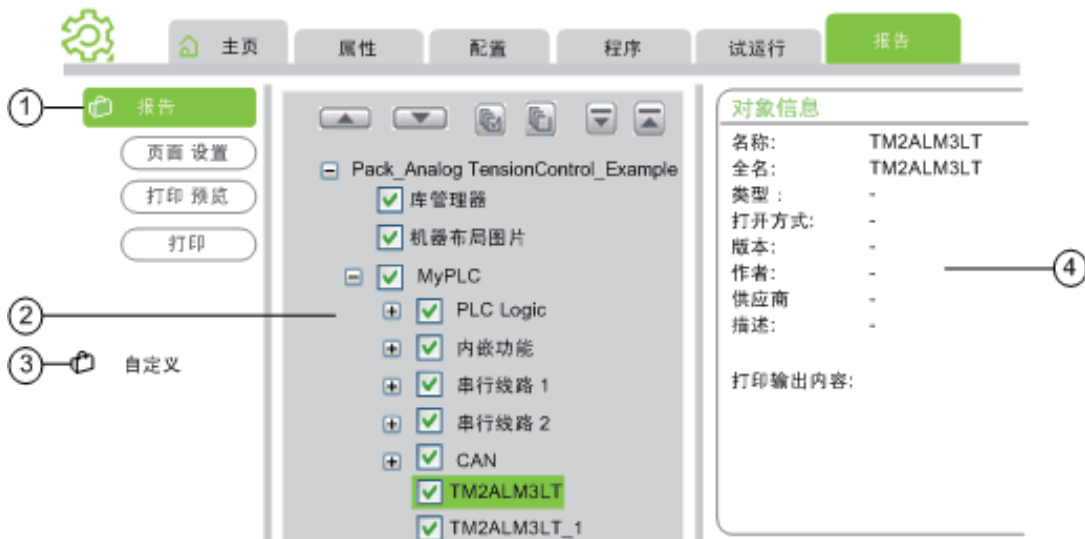 主页
属性
配置
程序
试运行
报告
1
报告
页面 设置
打印 预览
打印
2
3
自定义
Pack_Analog TensionControl_Example
库管理器
机器布局图片
MyPLC
PLC Logic
内嵌功能
串行线路 1
串行线路 2
CAN
TM2ALM3LT
TM2ALM3LT_1
对象信息
名称: TM2ALM3LT
全名: TM2ALM3LT
类型 : -
打开方式: -
版本: -
作者: -
供应商 -
描述: -
打印输出内容:
4